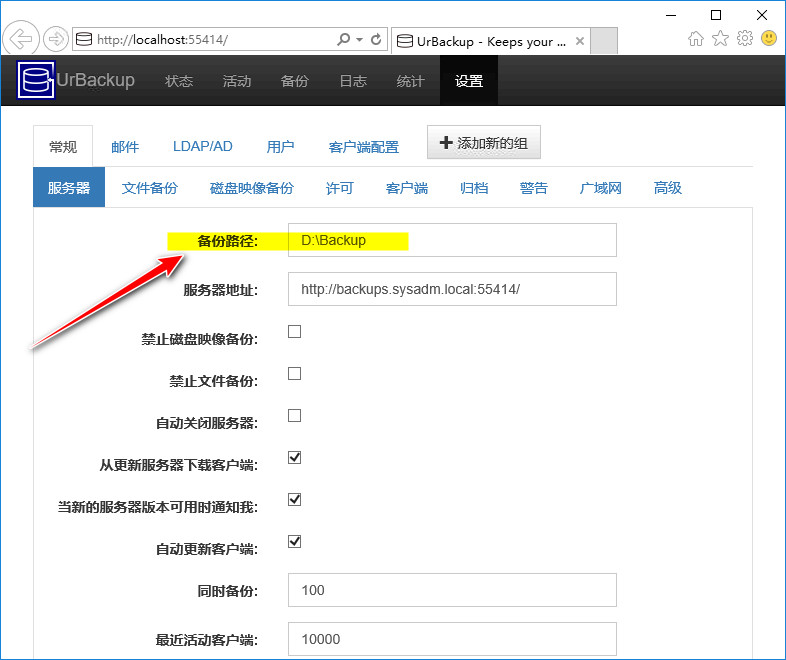 http://localhost:55414/
UrBackup - Keeps your ...
UrBackup 状态 活动 备份 日志 统计 设置
常规 邮件 LDAP/AD 用户 客户端配置 添加新的组
服务器 文件备份 磁盘映像备份 许可 客户端 归档 警告 广域网 高级
备份路径: D:\Backup
服务器地址: http://backups.sysadm.local:55414/
禁止磁盘映像备份:
禁止文件备份:
自动关闭服务器:
从更新服务器下载客户端:
当新的服务器版本可用时通知我:
自动更新客户端:
同时备份: 100
最近活动客户端: 10000